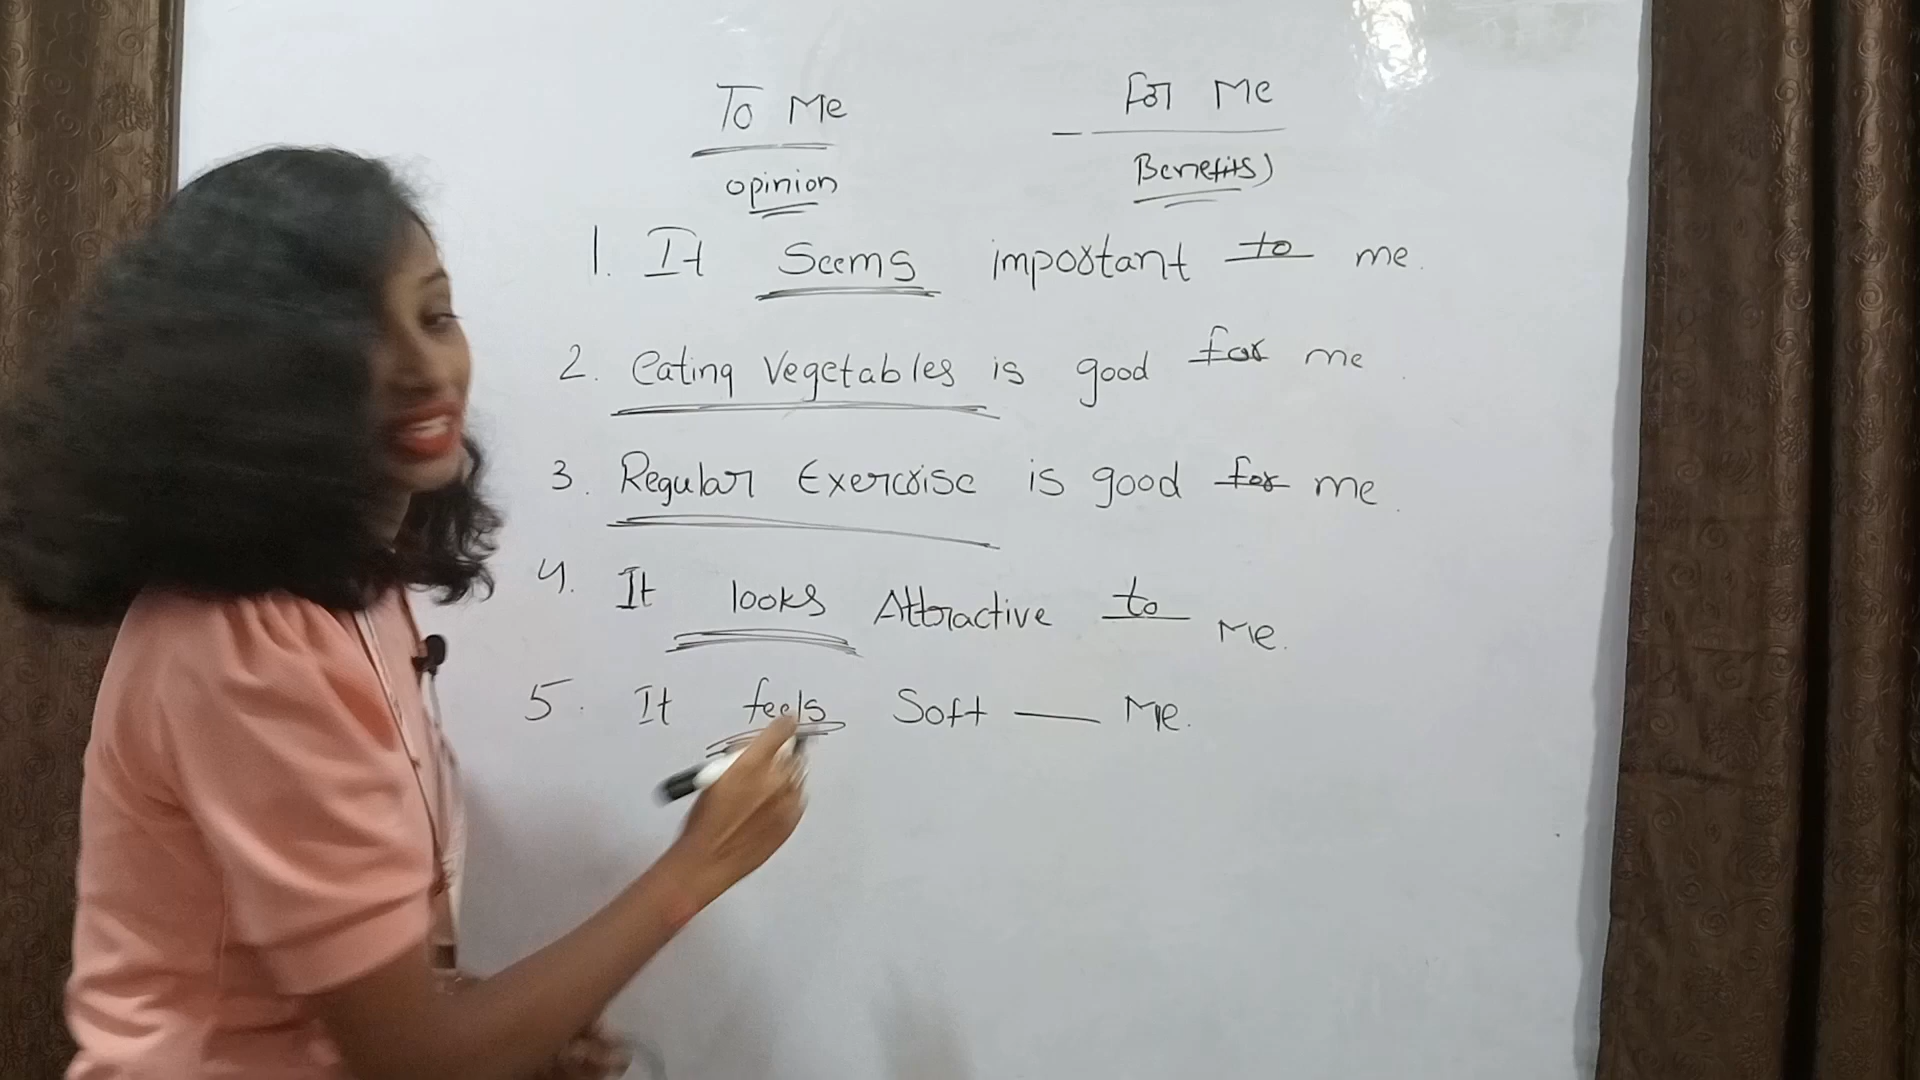 To Me For Me
opinion Benefits)
1. It Seems important to me.
2. Eating Vegetables is good for me
3. Regular Exercise is good for me.
4. It looks Attractive to Me.
5. It feels Soft ___ Me.